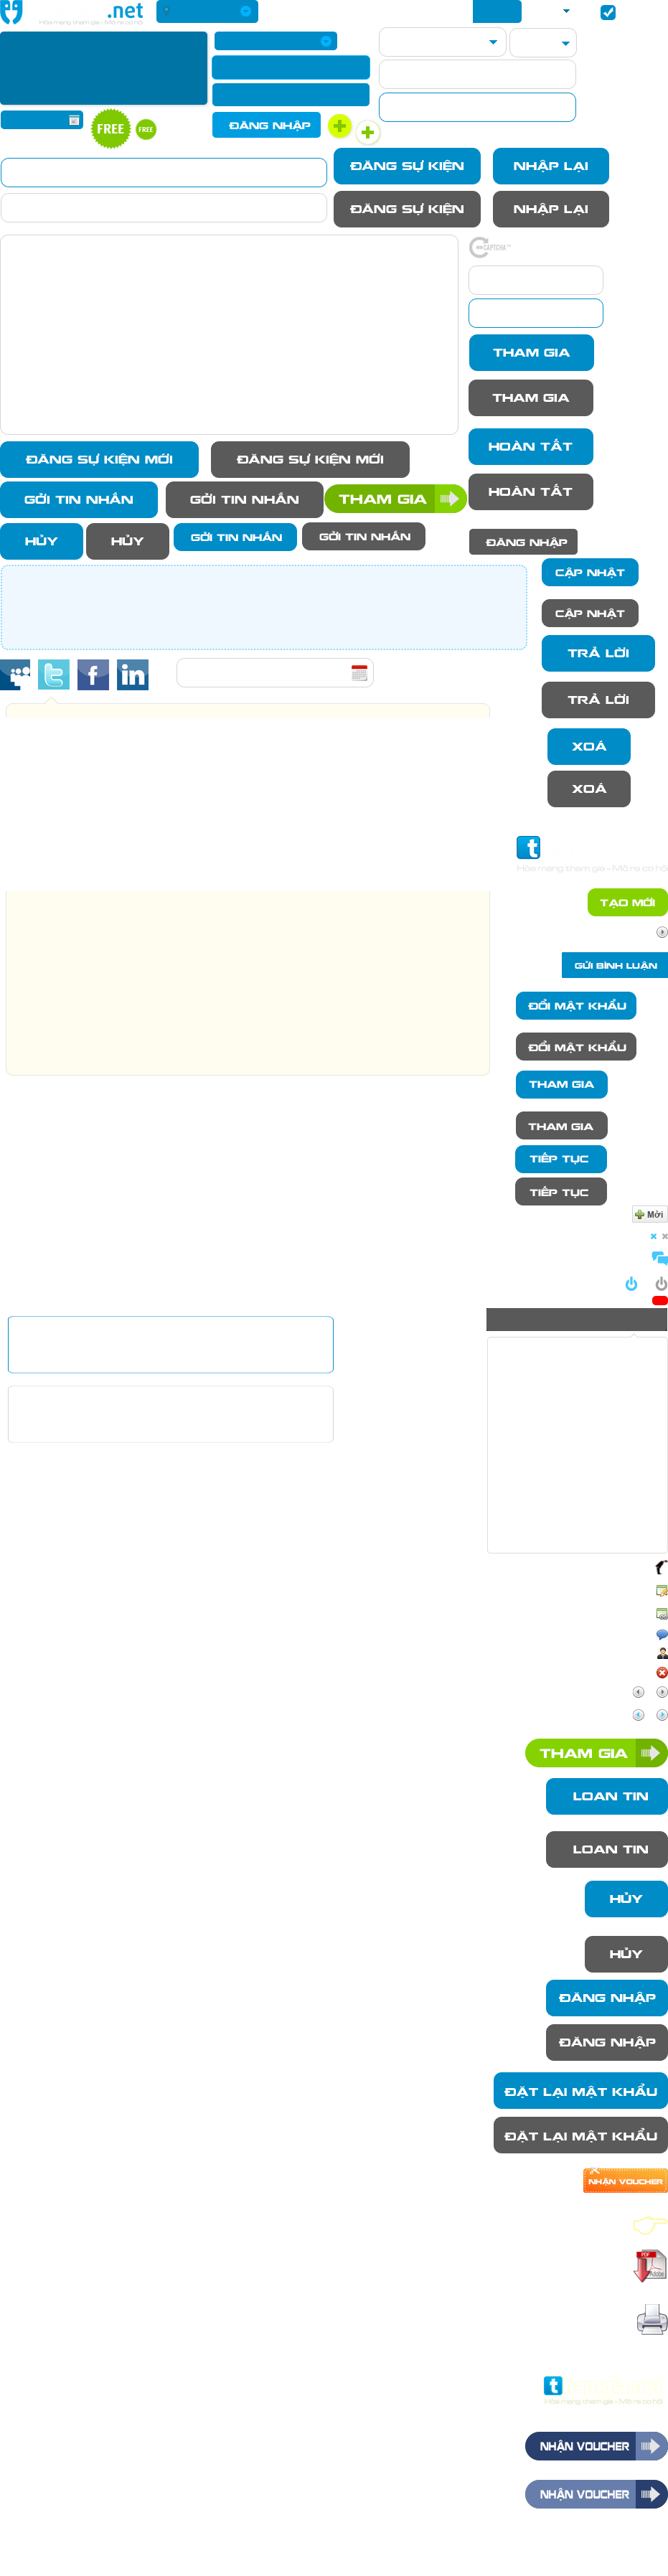 .net
Hòa mạng tham gia - Mở ra cơ hội
FREE
FREE
ĐĂNG NHẬP
ĐĂNG SỰ KIỆN
NHẬP LẠI
ĐĂNG SỰ KIỆN
NHẬP LẠI
CAPTCHA™
THAM GIA
THAM GIA
HOÀN TẤT
ĐĂNG SỰ KIỆN MỚI
ĐĂNG SỰ KIỆN MỚI
HOÀN TẤT
GỞI TIN NHẮN
GỞI TIN NHẮN
THAM GIA
HỦY
HỦY
GỞI TIN NHẮN
GỞI TIN NHẮN
ĐĂNG NHẬP
CẬP NHẬT
CẬP NHẬT
TRẢ LỜI
TRẢ LỜI
XOÁ
XOÁ
Hòa mạng tham gia - Mở ra cơ hội
TẠO MỚI
GỬI BÌNH LUẬN
ĐỔI MẬT KHẨU
ĐỔI MẬT KHẨU
THAM GIA
THAM GIA
TIẾP TỤC
TIẾP TỤC
Mời
THAM GIA
LOAN TIN
LOAN TIN
HỦY
HỦY
ĐĂNG NHẬP
ĐĂNG NHẬP
ĐẶT LẠI MẬT KHẨU
ĐẶT LẠI MẬT KHẨU
NHẬN VOUCHER
PDF
Adobe
Hòa mạng tham gia - Mở ra cơ hội
NHẬN VOUCHER
NHẬN VOUCHER